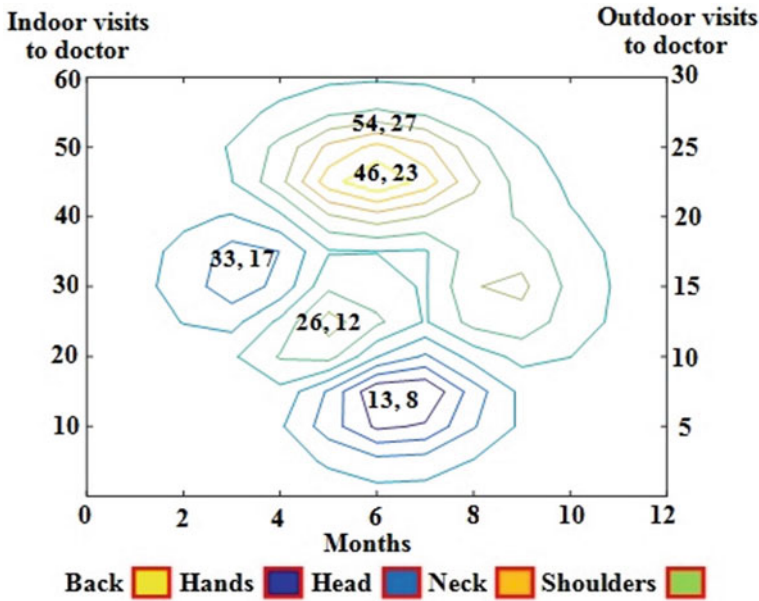 Indoor visits
to doctor
Outdoor visits
to doctor
60
30
54, 27
50
25
46, 23
40
20
33, 17
30
15
26, 12
20
10
13, 8
10
5
0 2 4 6 8 10 12
Months
Back Hands Head Neck Shoulders